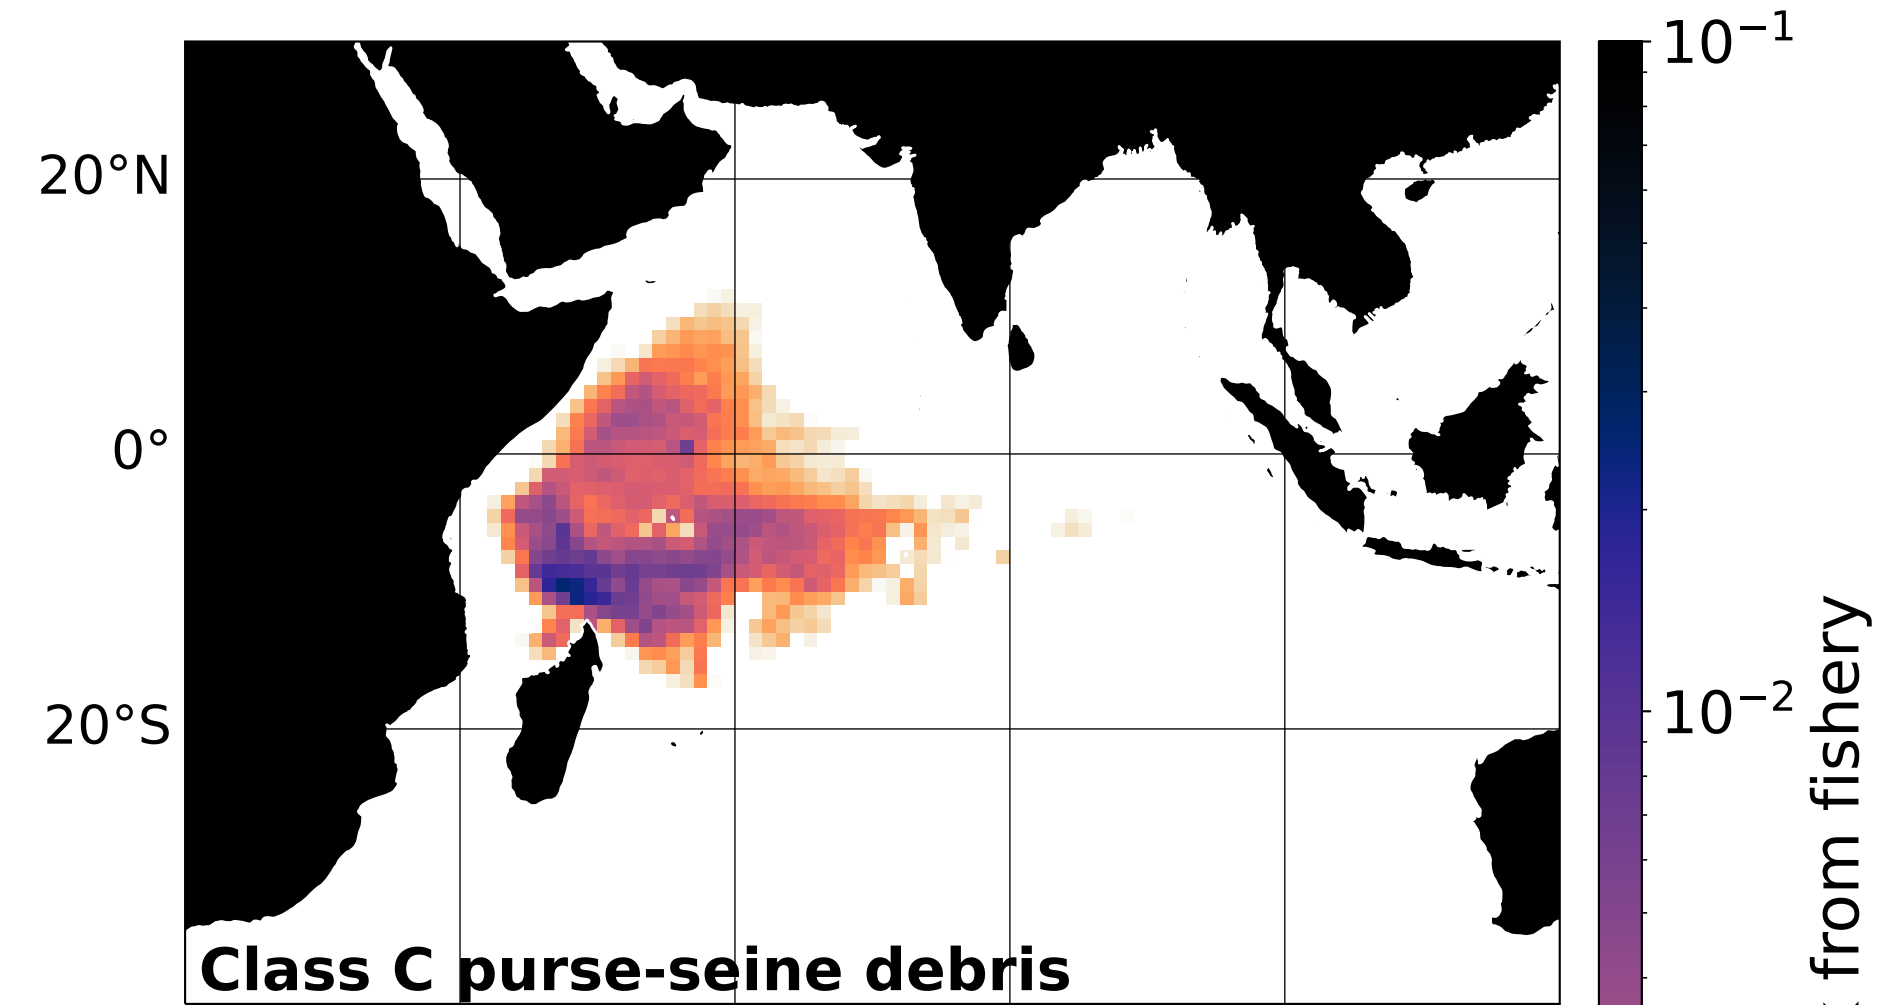 20°N
0°
20°S
Class C purse-seine debris
10⁻¹
10⁻²
from fishery